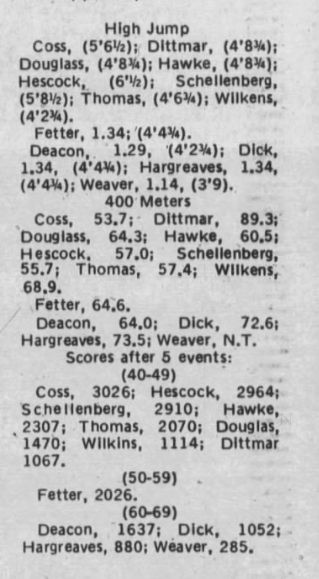 High Jump
Coss, (5'6½); Dittmar, (4'8¾);
Douglass, (4'8¾); Hawke, (4'8¾);
Hescock, (6'½); Schellenberg,
(5'8½); Thomas, (4'6¾); Wilkens,
(4'2¾).
Fetter, 1.34; (4'4¾).
Deacon, 1.29, (4'2¾); Dick,
1.34, (4'4¾); Hargreaves, 1.34,
(4'4¾); Weaver, 1.14, (3'9).
400 Meters
Coss, 53.7; Dittmar, 89.3;
Douglass, 64.3; Hawke, 60.5;
Hescock, 57.0; Schellenberg,
55.7; Thomas, 57.4; Wilkens,
68.9.
Fetter, 64.6.
Deacon, 64.0; Dick, 72.6;
Hargreaves, 73.5; Weaver, N.T.
Scores after 5 events:
(40-49)
Coss, 3026; Hescock, 2964;
Schellenberg, 2910; Hawke,
2307; Thomas, 2070; Douglas,
1470; Wilkins, 1114; Dittmar
1067.
(50-59)
Fetter, 2026.
(60-69)
Deacon, 1637; Dick, 1052;
Hargreaves, 880; Weaver, 285.